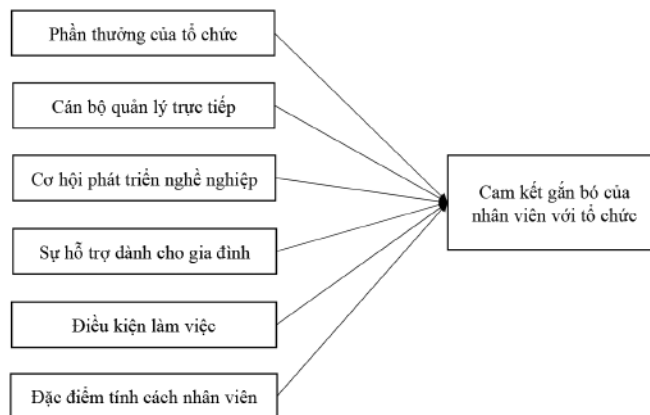 Phần thưởng của tổ chức
Cán bộ quản lý trực tiếp
Cơ hội phát triển nghề nghiệp
Sự hỗ trợ dành cho gia đình
Điều kiện làm việc
Đặc điểm tính cách nhân viên
Cam kết gắn bó của
nhân viên với tổ chức